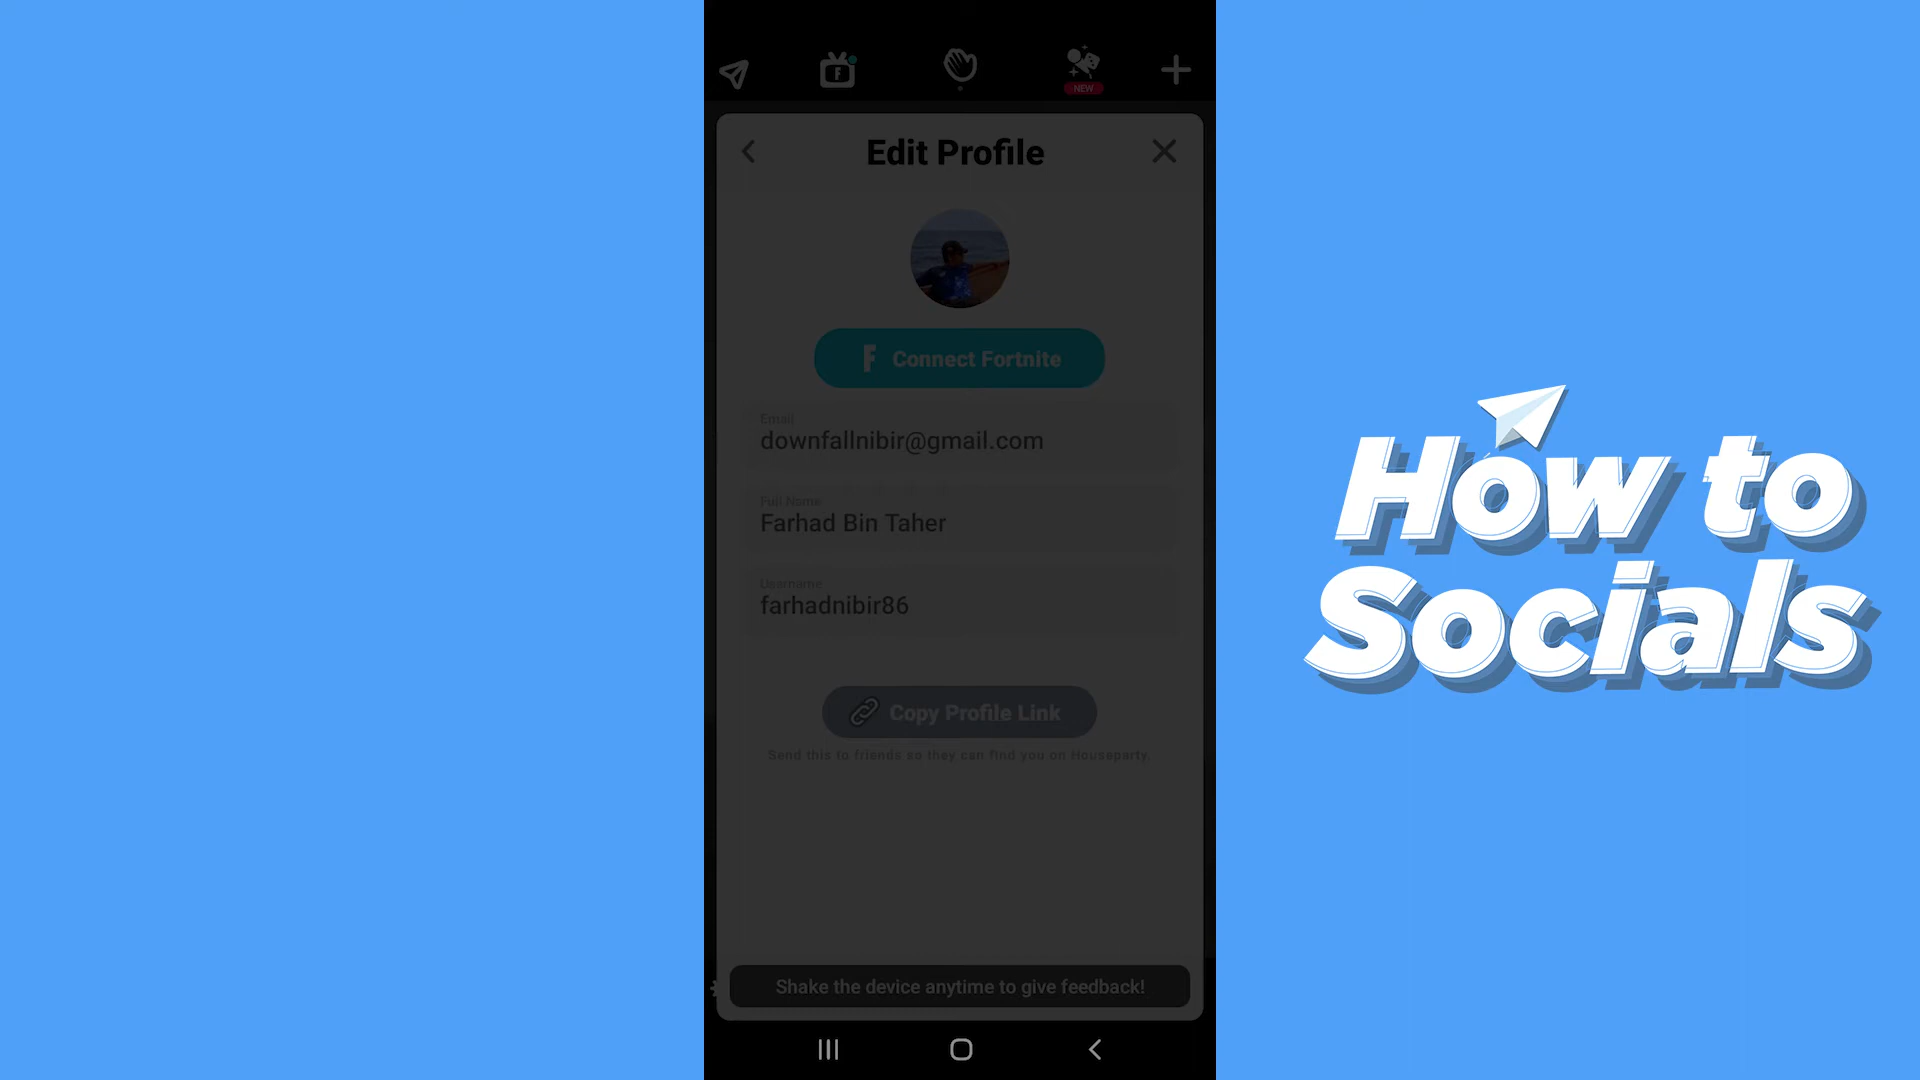 F
NEW
Edit Profile
F Connect Fortnite
Email
downfallnibir@gmail.com
Full Name
Farhad Bin Taher
Username
farhadnibir86
Copy Profile Link
Send this to friends so they can find you on Houseparty.
Shake the device anytime to give feedback!
How to
Socials